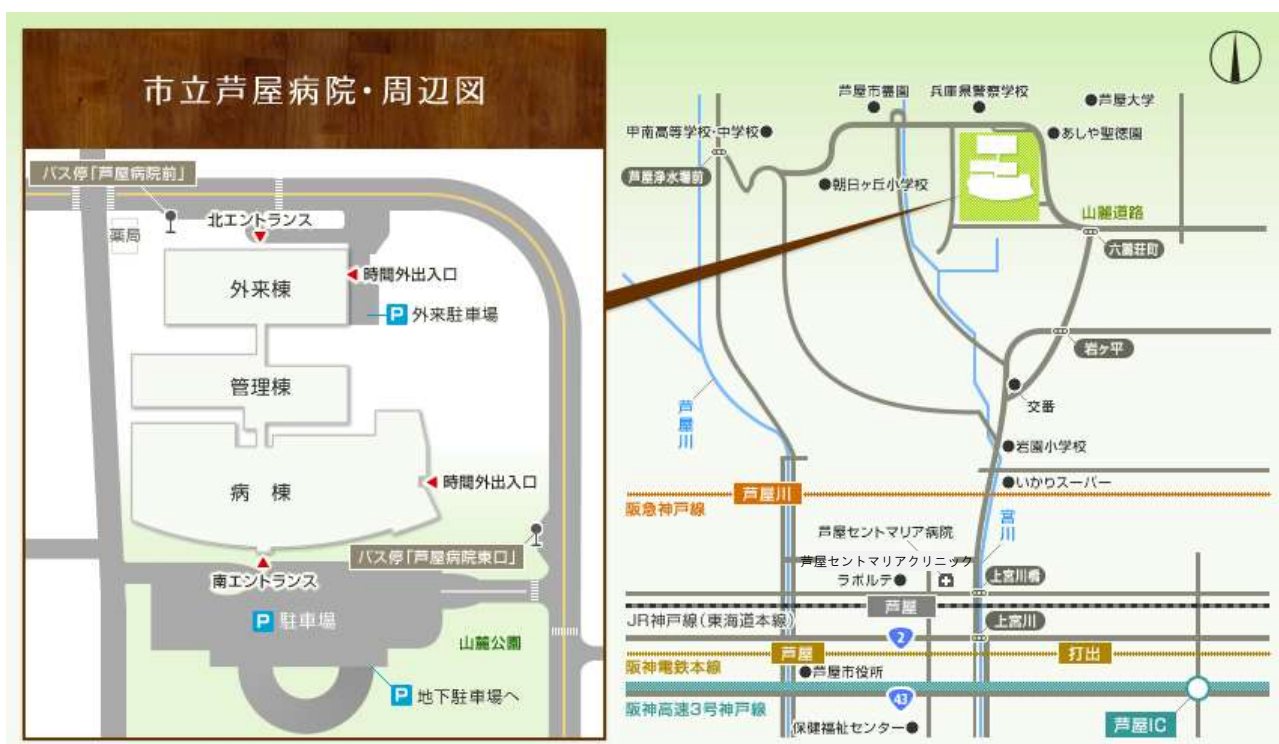 市立芦屋病院・周辺図
バス停「芦屋病院前」
薬局
北エントランス
時間外出入口
外来棟
P 外来駐車場
管理棟
病 棟
時間外出入口
バス停「芦屋病院東口」
南エントランス
P 駐車場
山麓公園
P 地下駐車場へ
芦屋市霊園
兵庫県警察学校
芦屋大学
甲南高等学校・中学校
あしや聖徳園
芦屋浄水場前
朝日ヶ丘小学校
山麓道路
六麓荘町
岩ヶ平
交番
芦屋川
岩園小学校
いかりスーパー
芦屋川
阪急神戸線
宮川
芦屋セントマリア病院
芦屋セントマリアクリニック
ラポルテ
上宮川橋
芦屋
JR神戸線(東海道本線)
上宮川
2
芦屋
打出
阪神電鉄本線
芦屋市役所
43
阪神高速3号神戸線
保健福祉センター
芦屋IC